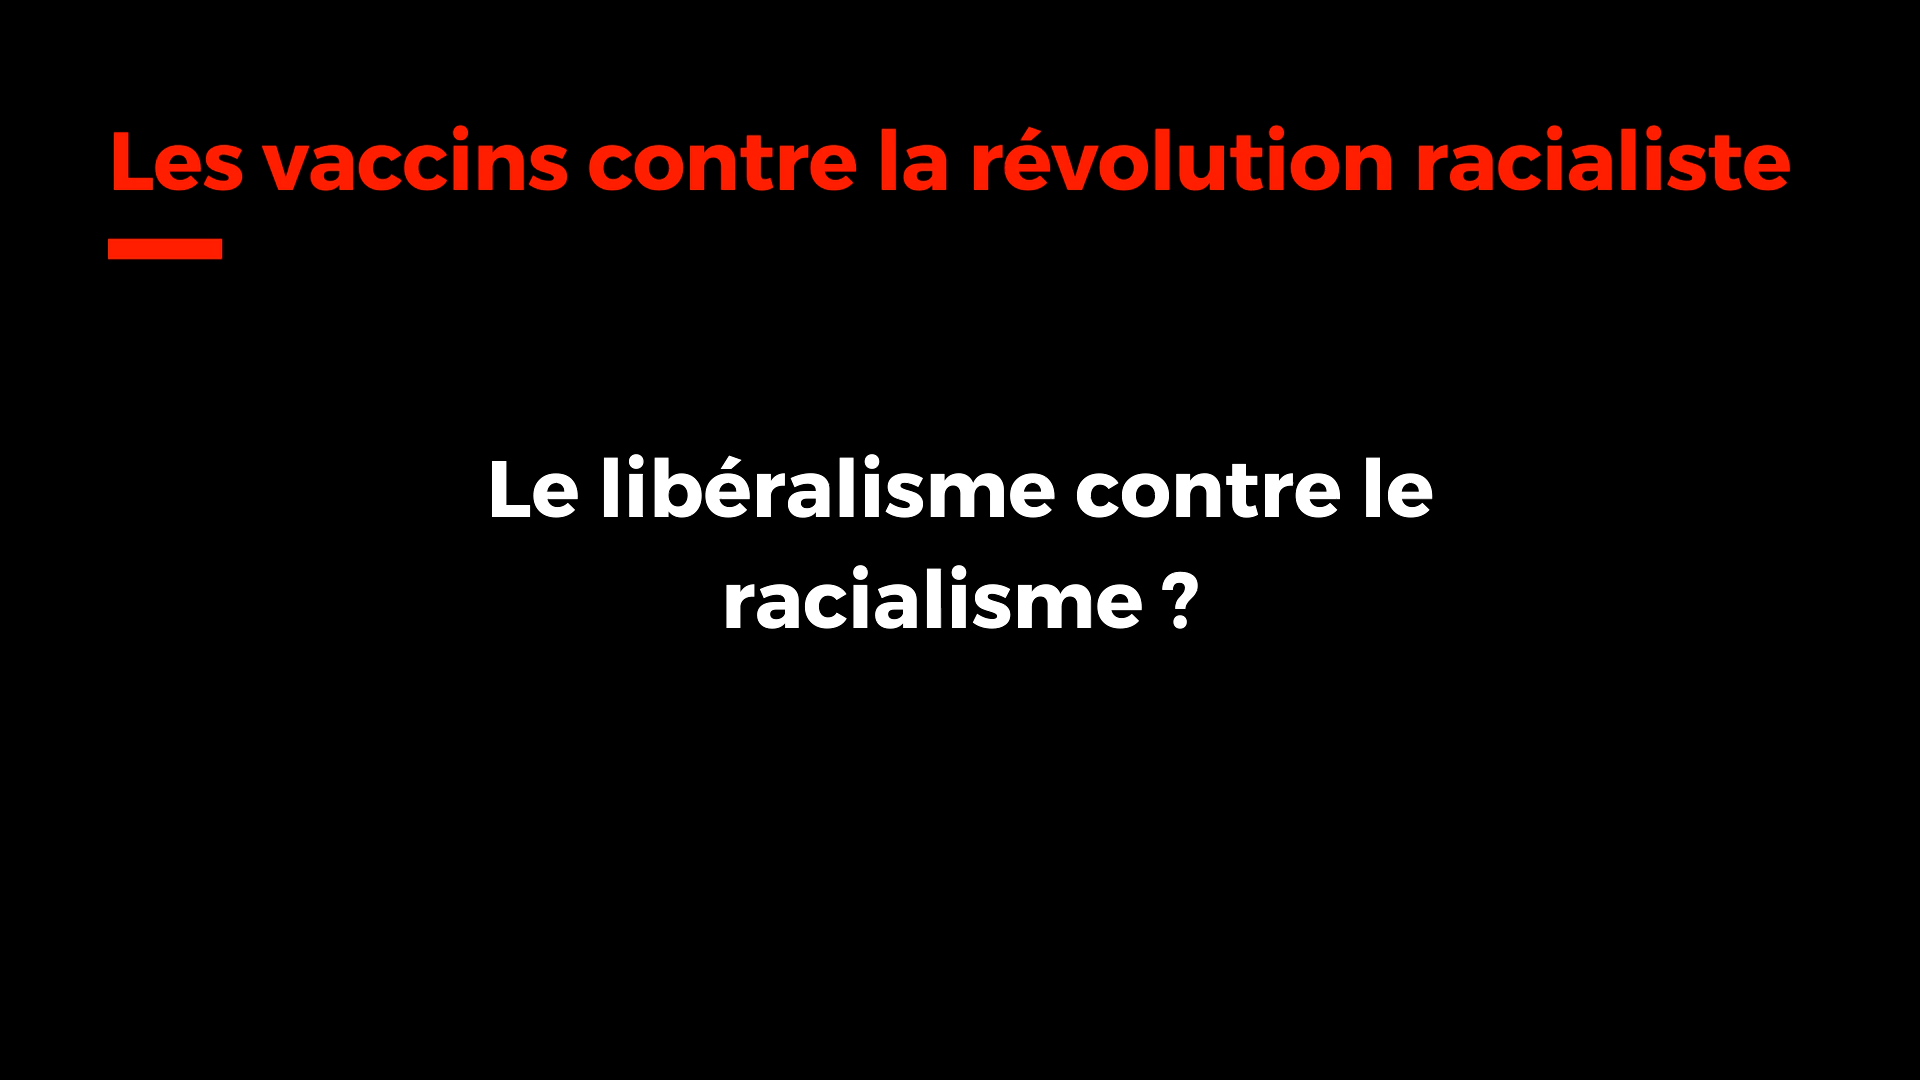 Les vaccins contre la révolution racialiste
Le libéralisme contre le
racialisme ?